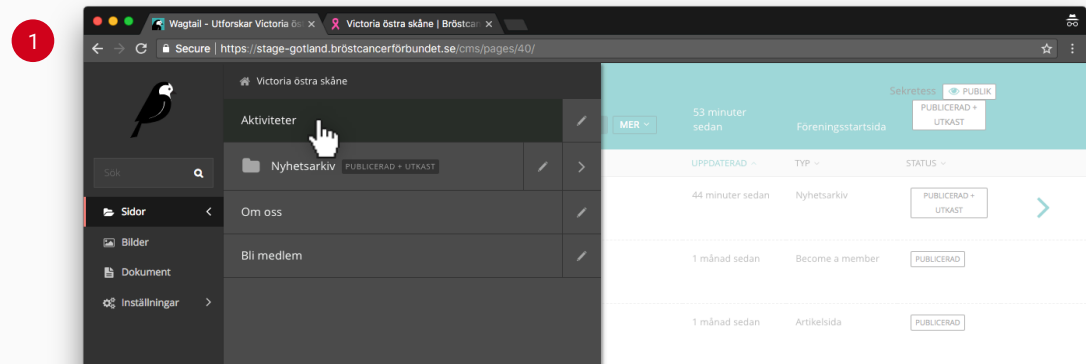 1
Wagtail - Utforskar Victoria ös
Victoria östra skåne | Bröstcan
Secure | https://stage-gotland.bröstcancerförbundet.se/cms/pages/40/
Victoria östra skåne
Sekretess PUBLIK
Aktiviteter
MER
53 minuter sedan
Föreningsstartsida
PUBLICERAD + UTKAST
Sök
Nyhetsarkiv PUBLICERAD + UTKAST
UPPDATERAD
TYP
STATUS
Sidor
Om oss
44 minuter sedan
Nyhetsarkiv
PUBLICERAD + UTKAST
Bilder
Bli medlem
1 månad sedan
Become a member
PUBLICERAD
Dokument
Inställningar
1 månad sedan
Artikelsida
PUBLICERAD